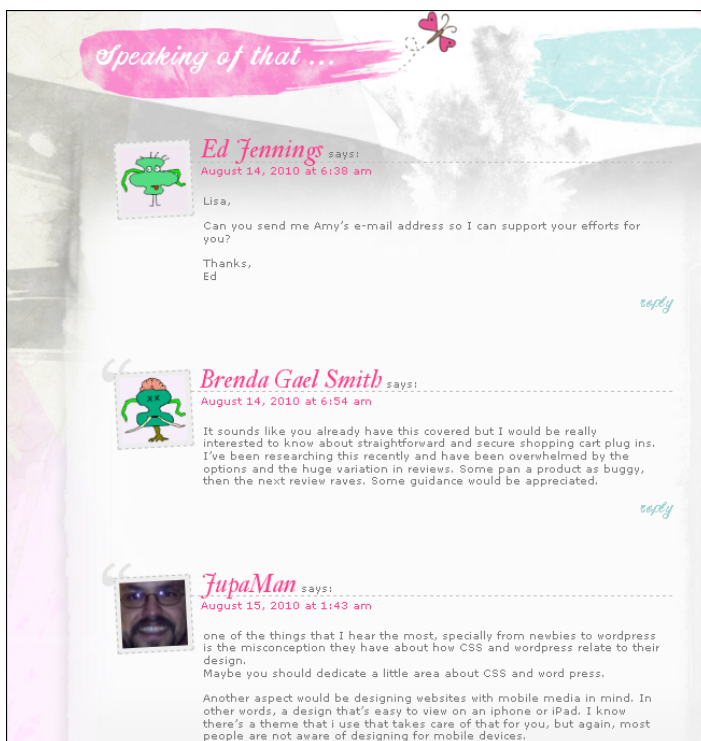 Speaking of that ...
Ed Jennings says:
August 14, 2010 at 6:38 am
Lisa,
Can you send me Amy's e-mail address so I can support your efforts for
you?
Thanks,
Ed
reply
Brenda Gael Smith says:
August 14, 2010 at 6:54 am
It sounds like you already have this covered but I would be really
interested to know about straightforward and secure shopping cart plug ins.
I've been researching this recently and have been overwhelmed by the
options and the huge variation in reviews. Some pan a product as buggy,
then the next review raves. Some guidance would be appreciated.
reply
JupaMan says:
August 15, 2010 at 1:43 am
one of the things that I hear the most, specially from newbies to wordpress
is the misconception they have about how CSS and wordpress relate to their
design.
Maybe you should dedicate a little area about CSS and word press.
Another aspect would be designing websites with mobile media in mind. In
other words, a design that's easy to view on an iphone or iPad. I know
there's a theme that i use that takes care of that for you, but again, most
people are not aware of designing for mobile devices.